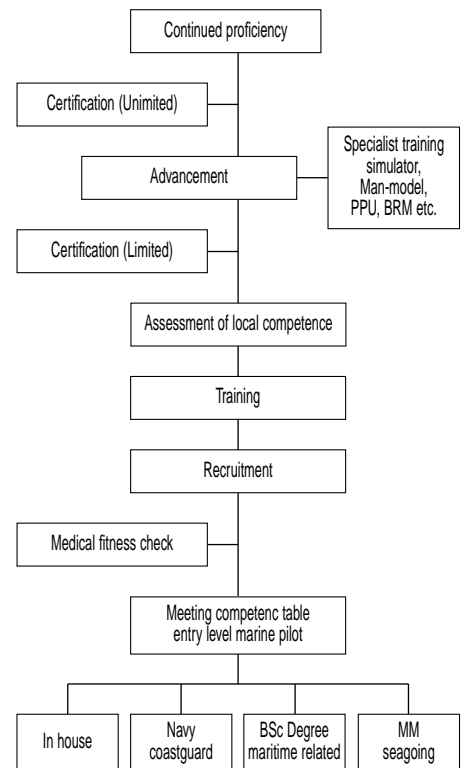 Continued proficiency
Certification (Unimited)
Specialist training
simulator,
Man-model,
PPU, BRM etc.
Advancement
Certification (Limited)
Assessment of local competence
Training
Recruitment
Medical fitness check
Meeting competenc table
entry level marine pilot
In house
Navy
coastguard
BSc Degree
maritime related
MM
seagoing